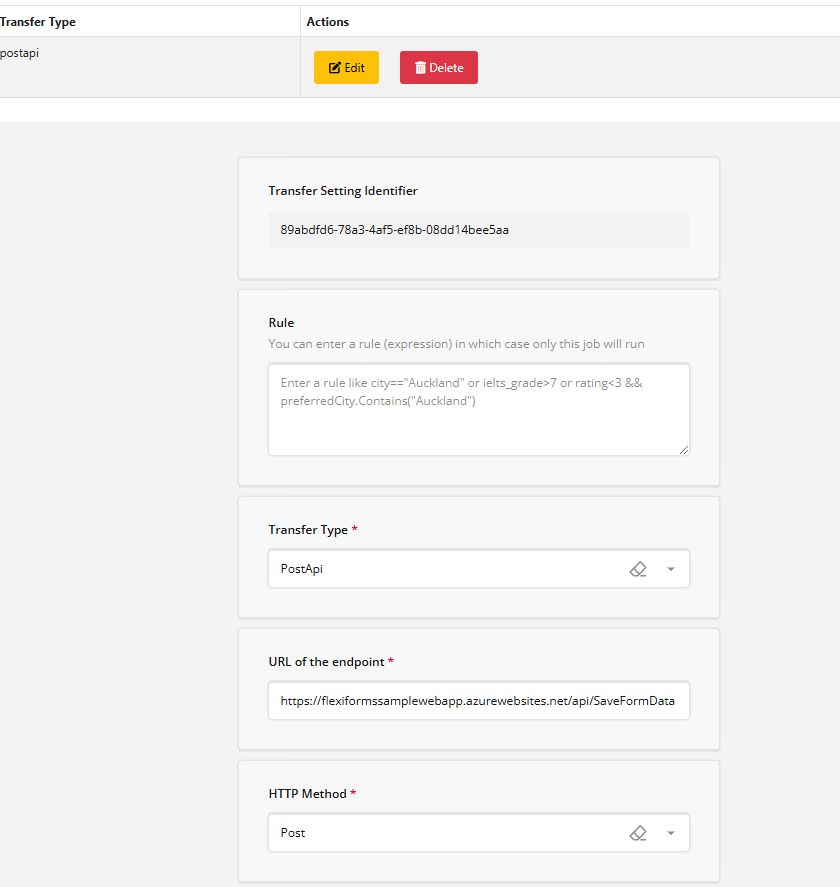 Transfer Type Actions
postapi Edit Delete
Transfer Setting Identifier
89abdfd6-78a3-4af5-ef8b-08dd14bee5aa
Rule
You can enter a rule (expression) in which case only this job will run
Enter a rule like city=="Auckland" or ielts_grade>7 or rating<3 &&
preferredCity.Contains("Auckland")
Transfer Type *
PostApi
URL of the endpoint *
https://flexiformssamplewebapp.azurewebsites.net/api/SaveFormData
HTTP Method *
Post